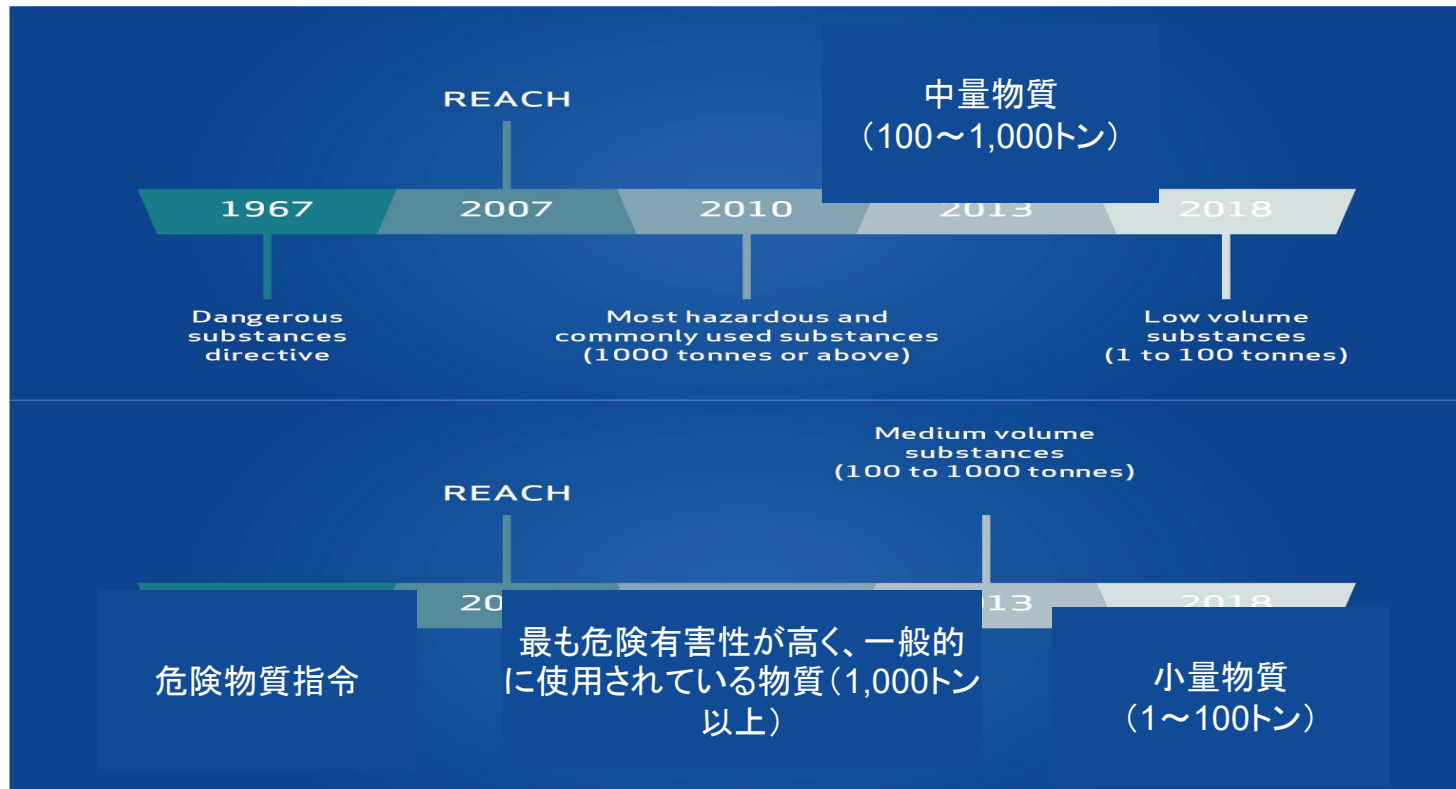 中量物質
（100～1,000トン）
REACH
1967 2007 2010 2013 2018
Dangerous
substances
directive
Most hazardous and
commonly used substances
(1000 tonnes or above)
Low volume
substances
(1 to 100 tonnes)
Medium volume
substances
(100 to 1000 tonnes)
REACH
20 13 2018
危険物質指令
最も危険有害性が高く、一般的
に使用されている物質（1,000トン
以上）
小量物質
（1～100トン）